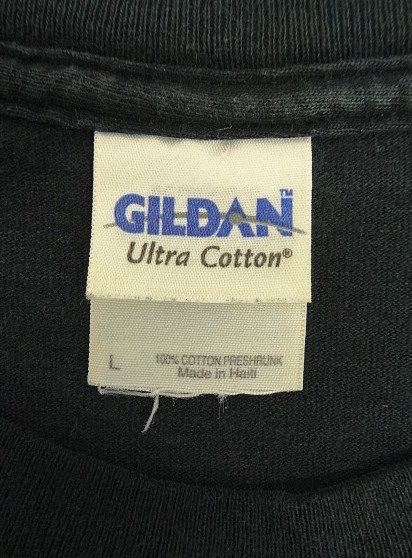 GILDAN™
Ultra Cotton®
L 100% COTTON PRESHRUNK
Made in Haiti